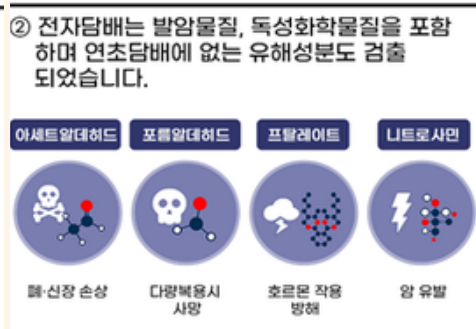 ② 전자담배는 발암물질, 독성화학물질을 포함
하며 연초담배에 없는 유해성분도 검출
되었습니다.
아세트알데히드
포름알데히드
프탈레이트
니트로사민
폐·신장 손상
다량복용시
사망
호르몬 작용
방해
암 유발